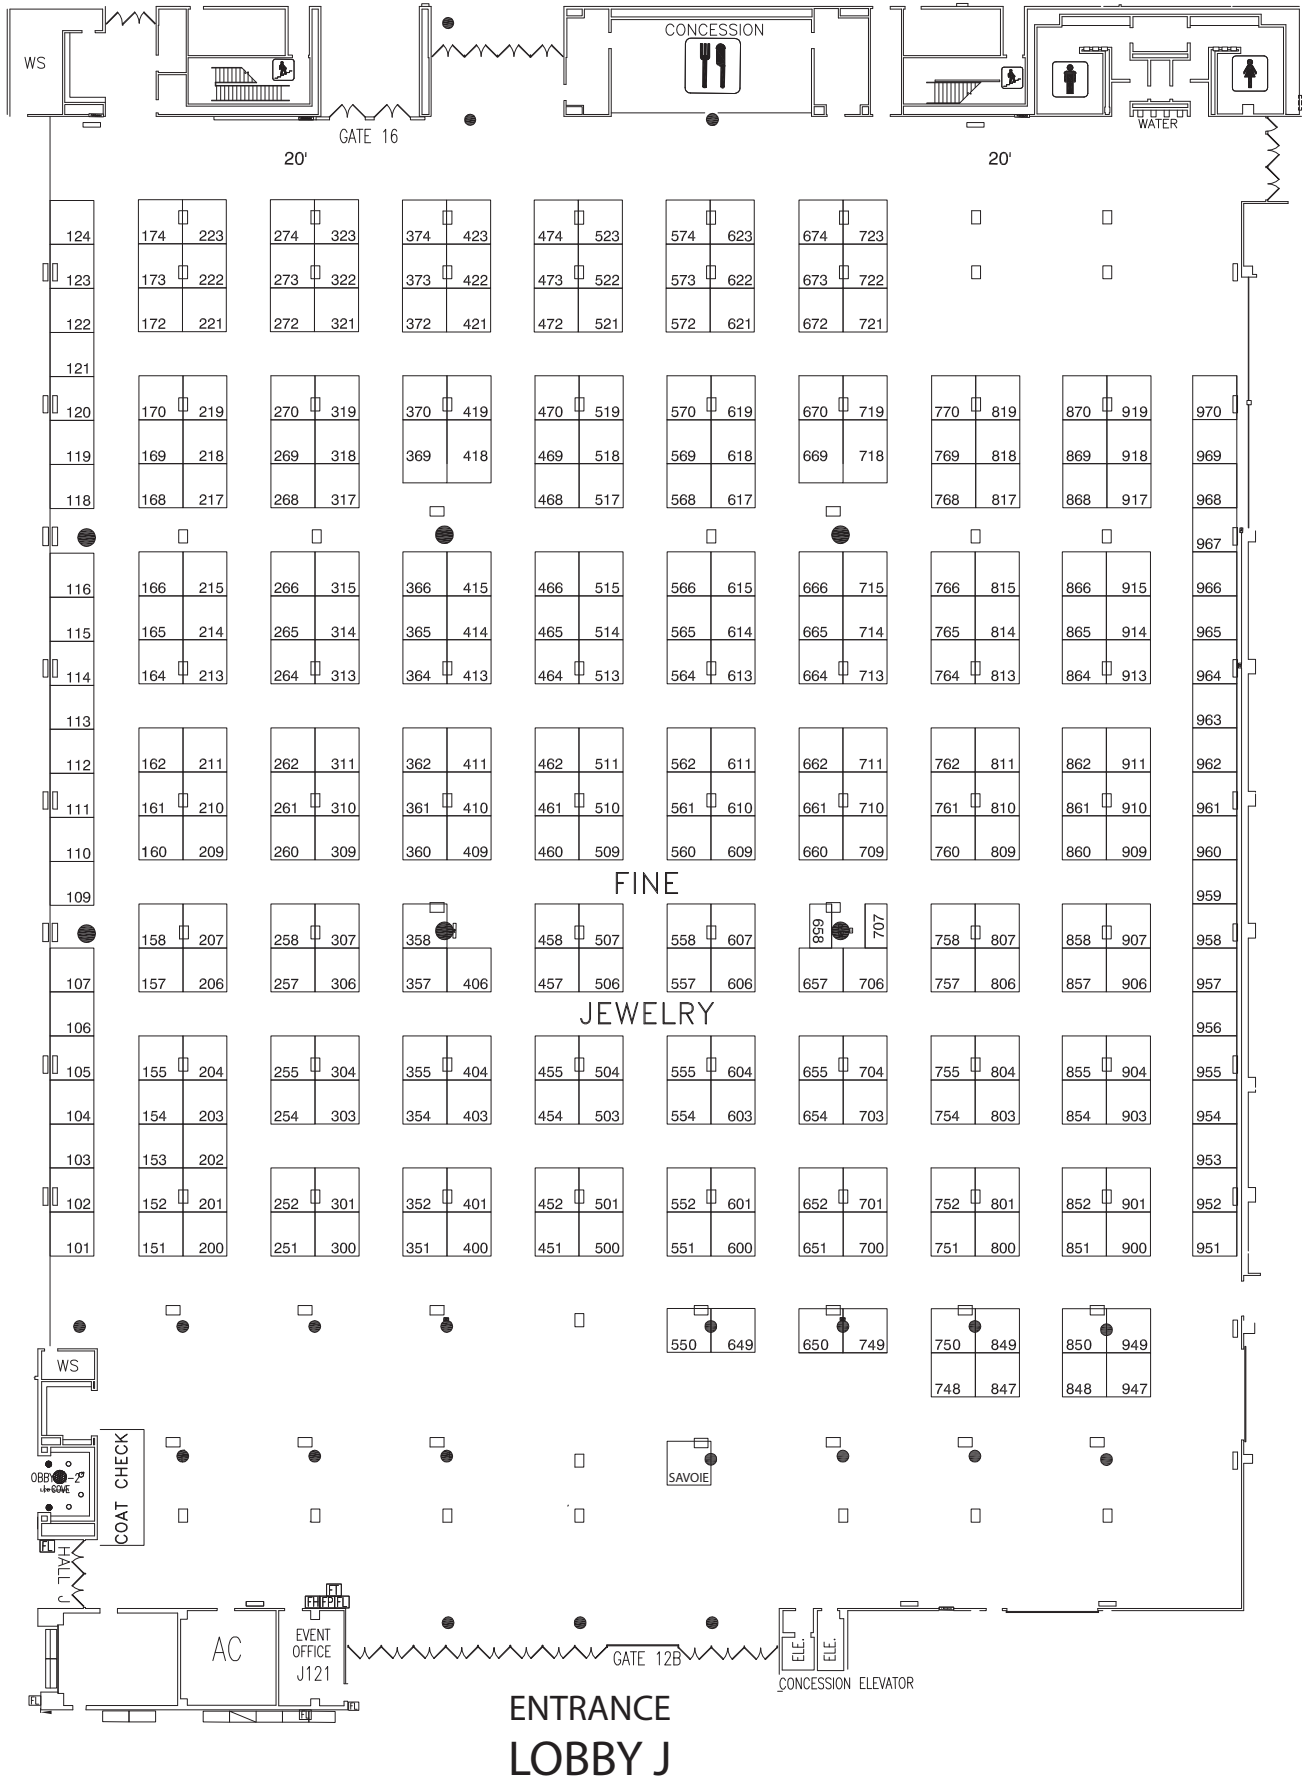 CONCESSION
WS
GATE 16
WATER
20' 20'
124 174 223 274 323 374 423 474 523 574 623 674 723
123 173 222 273 322 373 422 473 522 573 622 673 722
122 172 221 272 321 372 421 472 521 572 621 672 721
121
120 170 219 270 319 370 419 470 519 570 619 670 719 770 819 870 919 970
119 169 218 269 318 369 418 469 518 569 618 669 718 769 818 869 918 969
118 168 217 268 317 468 517 568 617 768 817 868 917 968
967
116 166 215 266 315 366 415 466 515 566 615 666 715 766 815 866 915 966
115 165 214 265 314 365 414 465 514 565 614 665 714 765 814 865 914 965
114 164 213 264 313 364 413 464 513 564 613 664 713 764 813 864 913 964
113 963
112 162 211 262 311 362 411 462 511 562 611 662 711 762 811 862 911 962
111 161 210 261 310 361 410 461 510 561 610 661 710 761 810 861 910 961
110 160 209 260 309 360 409 460 509 560 609 660 709 760 809 860 909 960
FINE
109 959
158 207 258 307 358 458 507 558 607 658 707 758 807 858 907 958
107 157 206 257 306 357 406 457 506 557 606 657 706 757 806 857 906 957
JEWELRY
106 956
105 155 204 255 304 355 404 455 504 555 604 655 704 755 804 855 904 955
104 154 203 254 303 354 403 454 503 554 603 654 703 754 803 854 903 954
103 153 202 953
102 152 201 252 301 352 401 452 501 552 601 652 701 752 801 852 901 952
101 151 200 251 300 351 400 451 500 551 600 651 700 751 800 851 900 951
550 649 650 749 750 849 850 949
WS
748 847 848 947
COAT CHECK
SAVOIE
FL
HALL J
FT
FH FP FL
EVENT
OFFICE
J121
AC
GATE 12B
ELE. ELE.
CONCESSION ELEVATOR
FL
FL
FL
ENTRANCE
LOBBY J